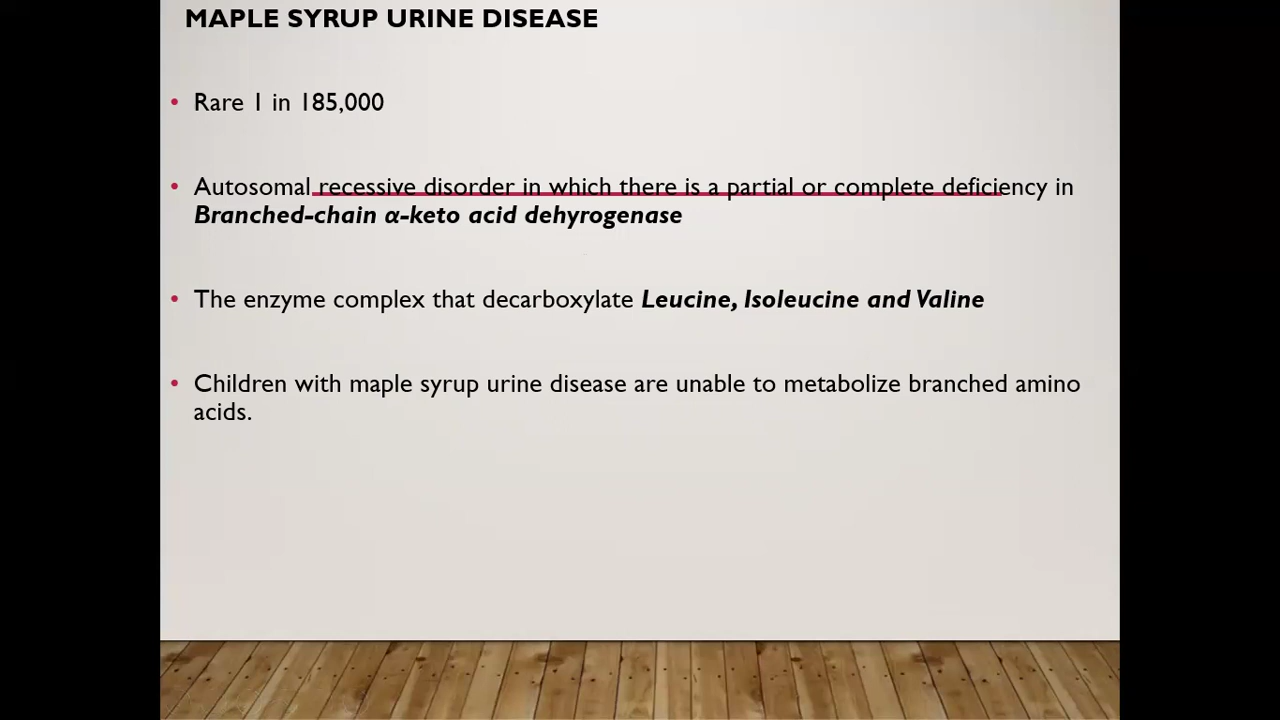 MAPLE SYRUP URINE DISEASE
• Rare 1 in 185,000
• Autosomal recessive disorder in which there is a partial or complete deficiency in
Branched-chain α-keto acid dehyrogenase
• The enzyme complex that decarboxylate Leucine, Isoleucine and Valine
• Children with maple syrup urine disease are unable to metabolize branched amino
acids.